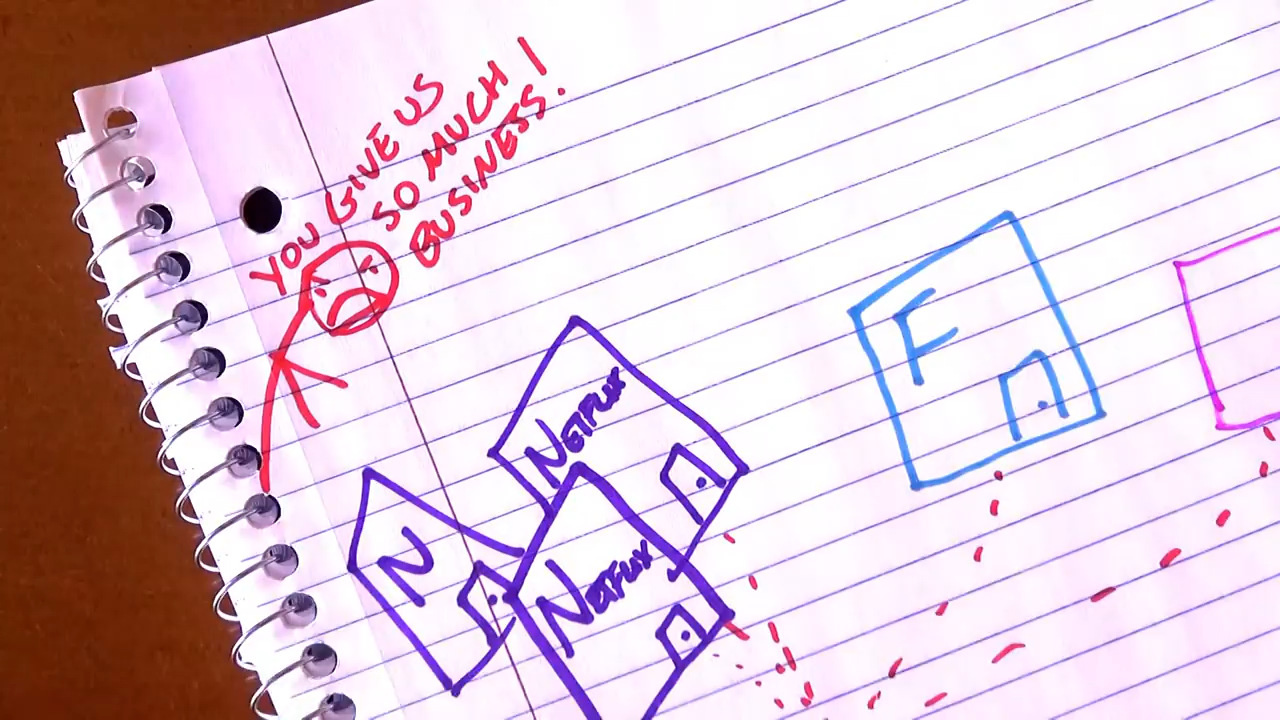 YOU GIVE US
SO MUCH
BUSINESS!
NETFLIX
N
NETFLIX
F